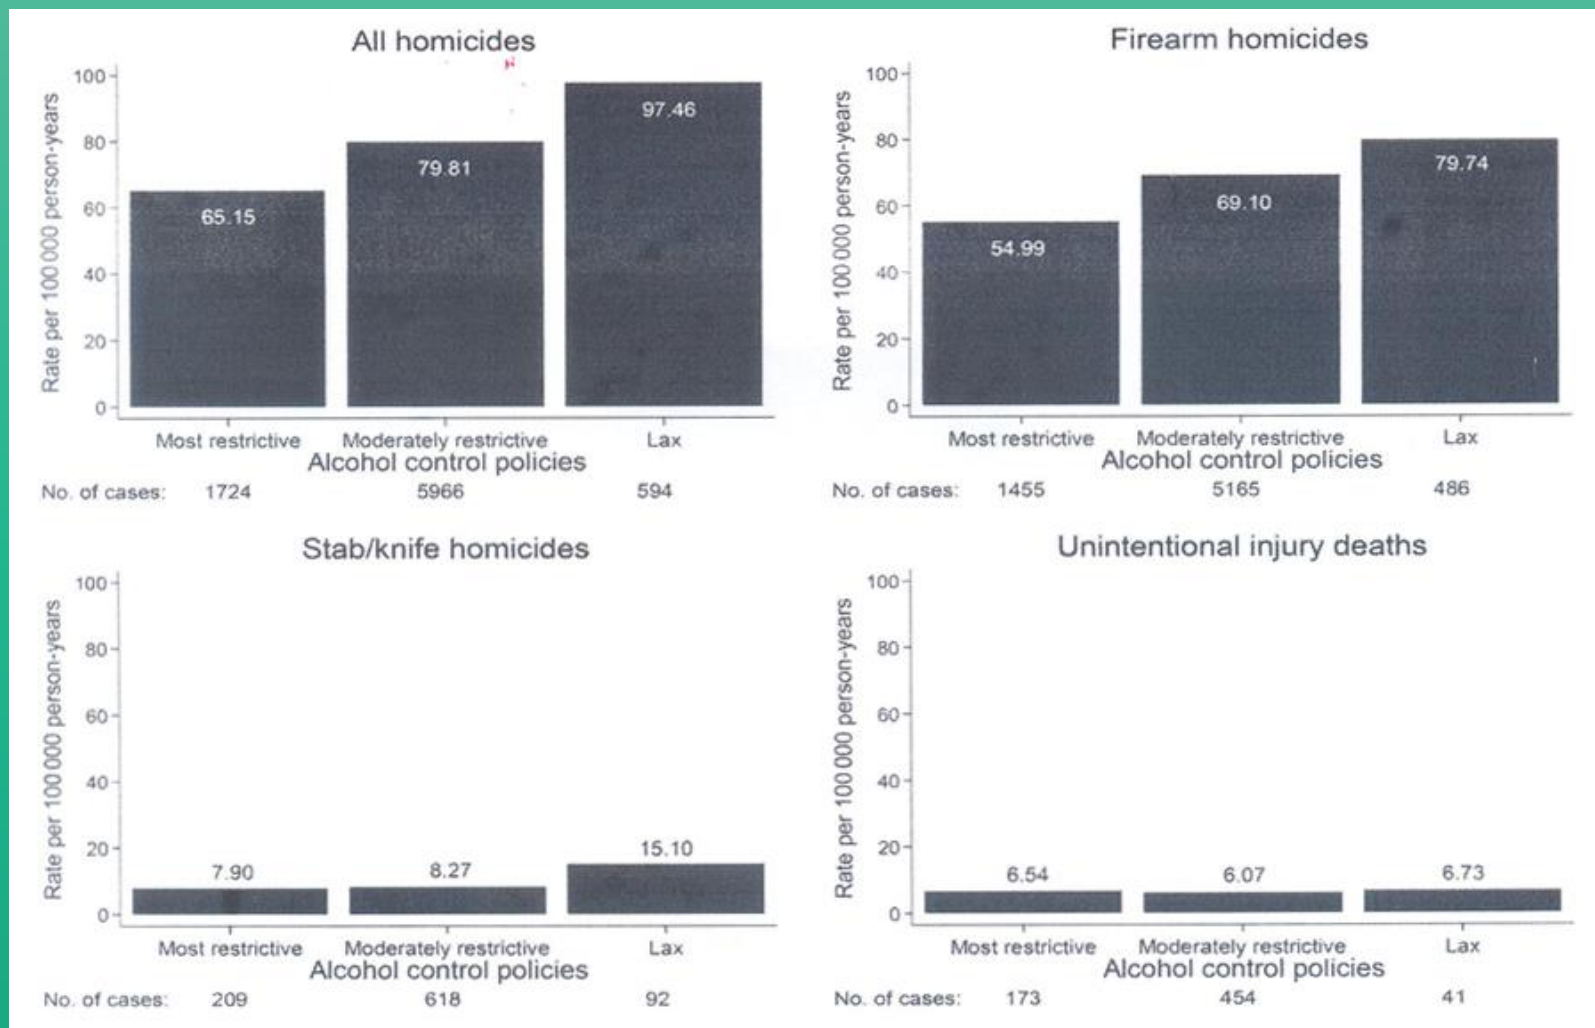 All homicides
Rate per 100 000 person-years
100
80
60
40
20
0
65.15
79.81
97.46
Most restrictive
Moderately restrictive
Lax
Alcohol control policies
No. of cases: 1724 5966 594
Firearm homicides
Rate per 100 000 person-years
100
80
60
40
20
0
54.99
69.10
79.74
Most restrictive
Moderately restrictive
Lax
Alcohol control policies
No. of cases: 1455 5165 486
Stab/knife homicides
Rate per 100 000 person-years
100
80
60
40
20
0
7.90
8.27
15.10
Most restrictive
Moderately restrictive
Lax
Alcohol control policies
No. of cases: 209 618 92
Unintentional injury deaths
Rate per 100 000 person-years
100
80
60
40
20
0
6.54
6.07
6.73
Most restrictive
Moderately restrictive
Lax
Alcohol control policies
No. of cases: 173 454 41